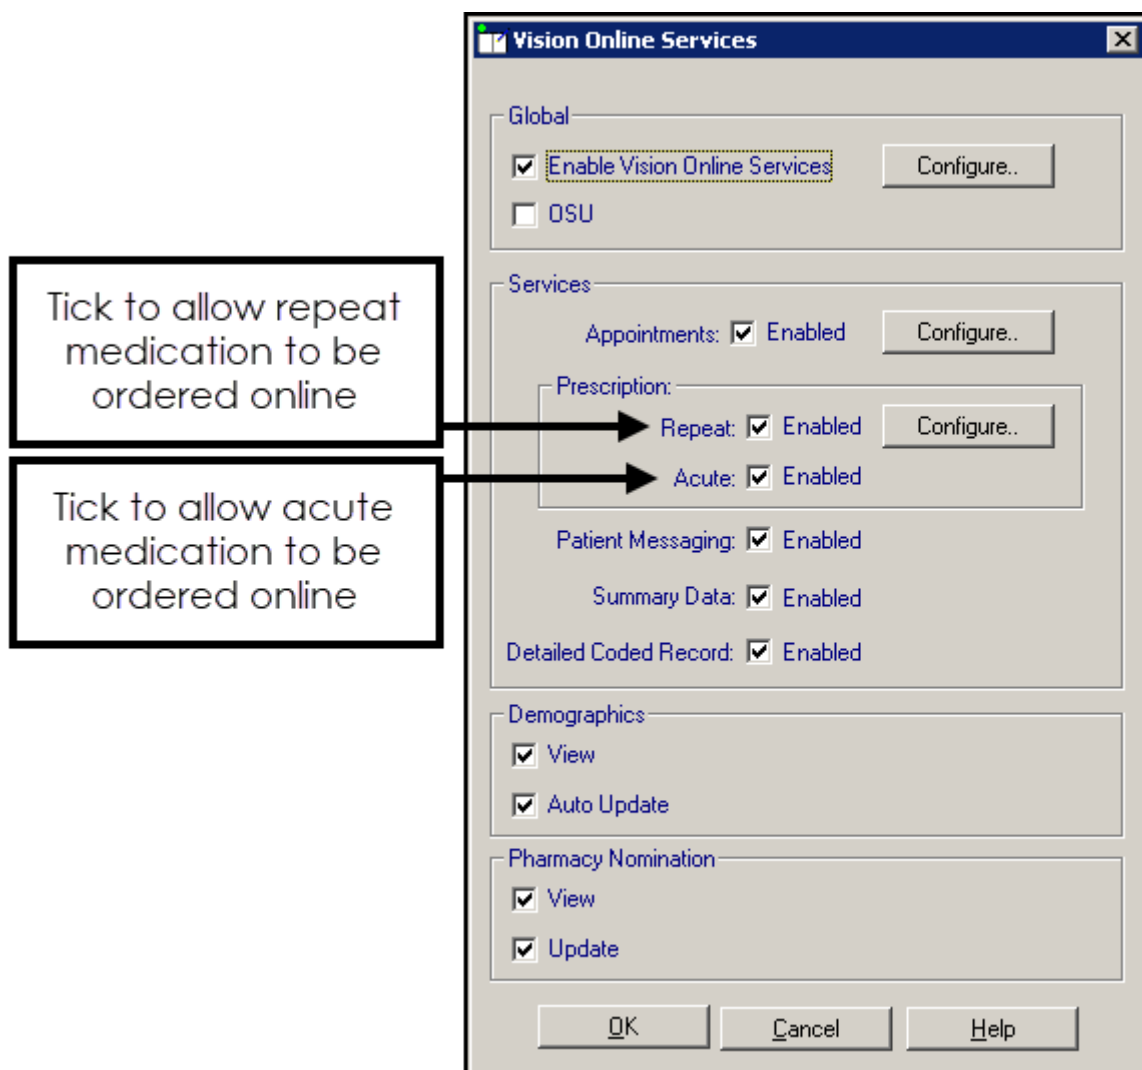 Vision Online Services
Global
Enable Vision Online Services
Configure..
OSU
Tick to allow repeat
medication to be
ordered online
Tick to allow acute
medication to be
ordered online
Services
Appointments: Enabled
Configure..
Prescription:
Repeat: Enabled
Configure..
Acute: Enabled
Patient Messaging: Enabled
Summary Data: Enabled
Detailed Coded Record: Enabled
Demographics
View
Auto Update
Pharmacy Nomination
View
Update
OK
Cancel
Help